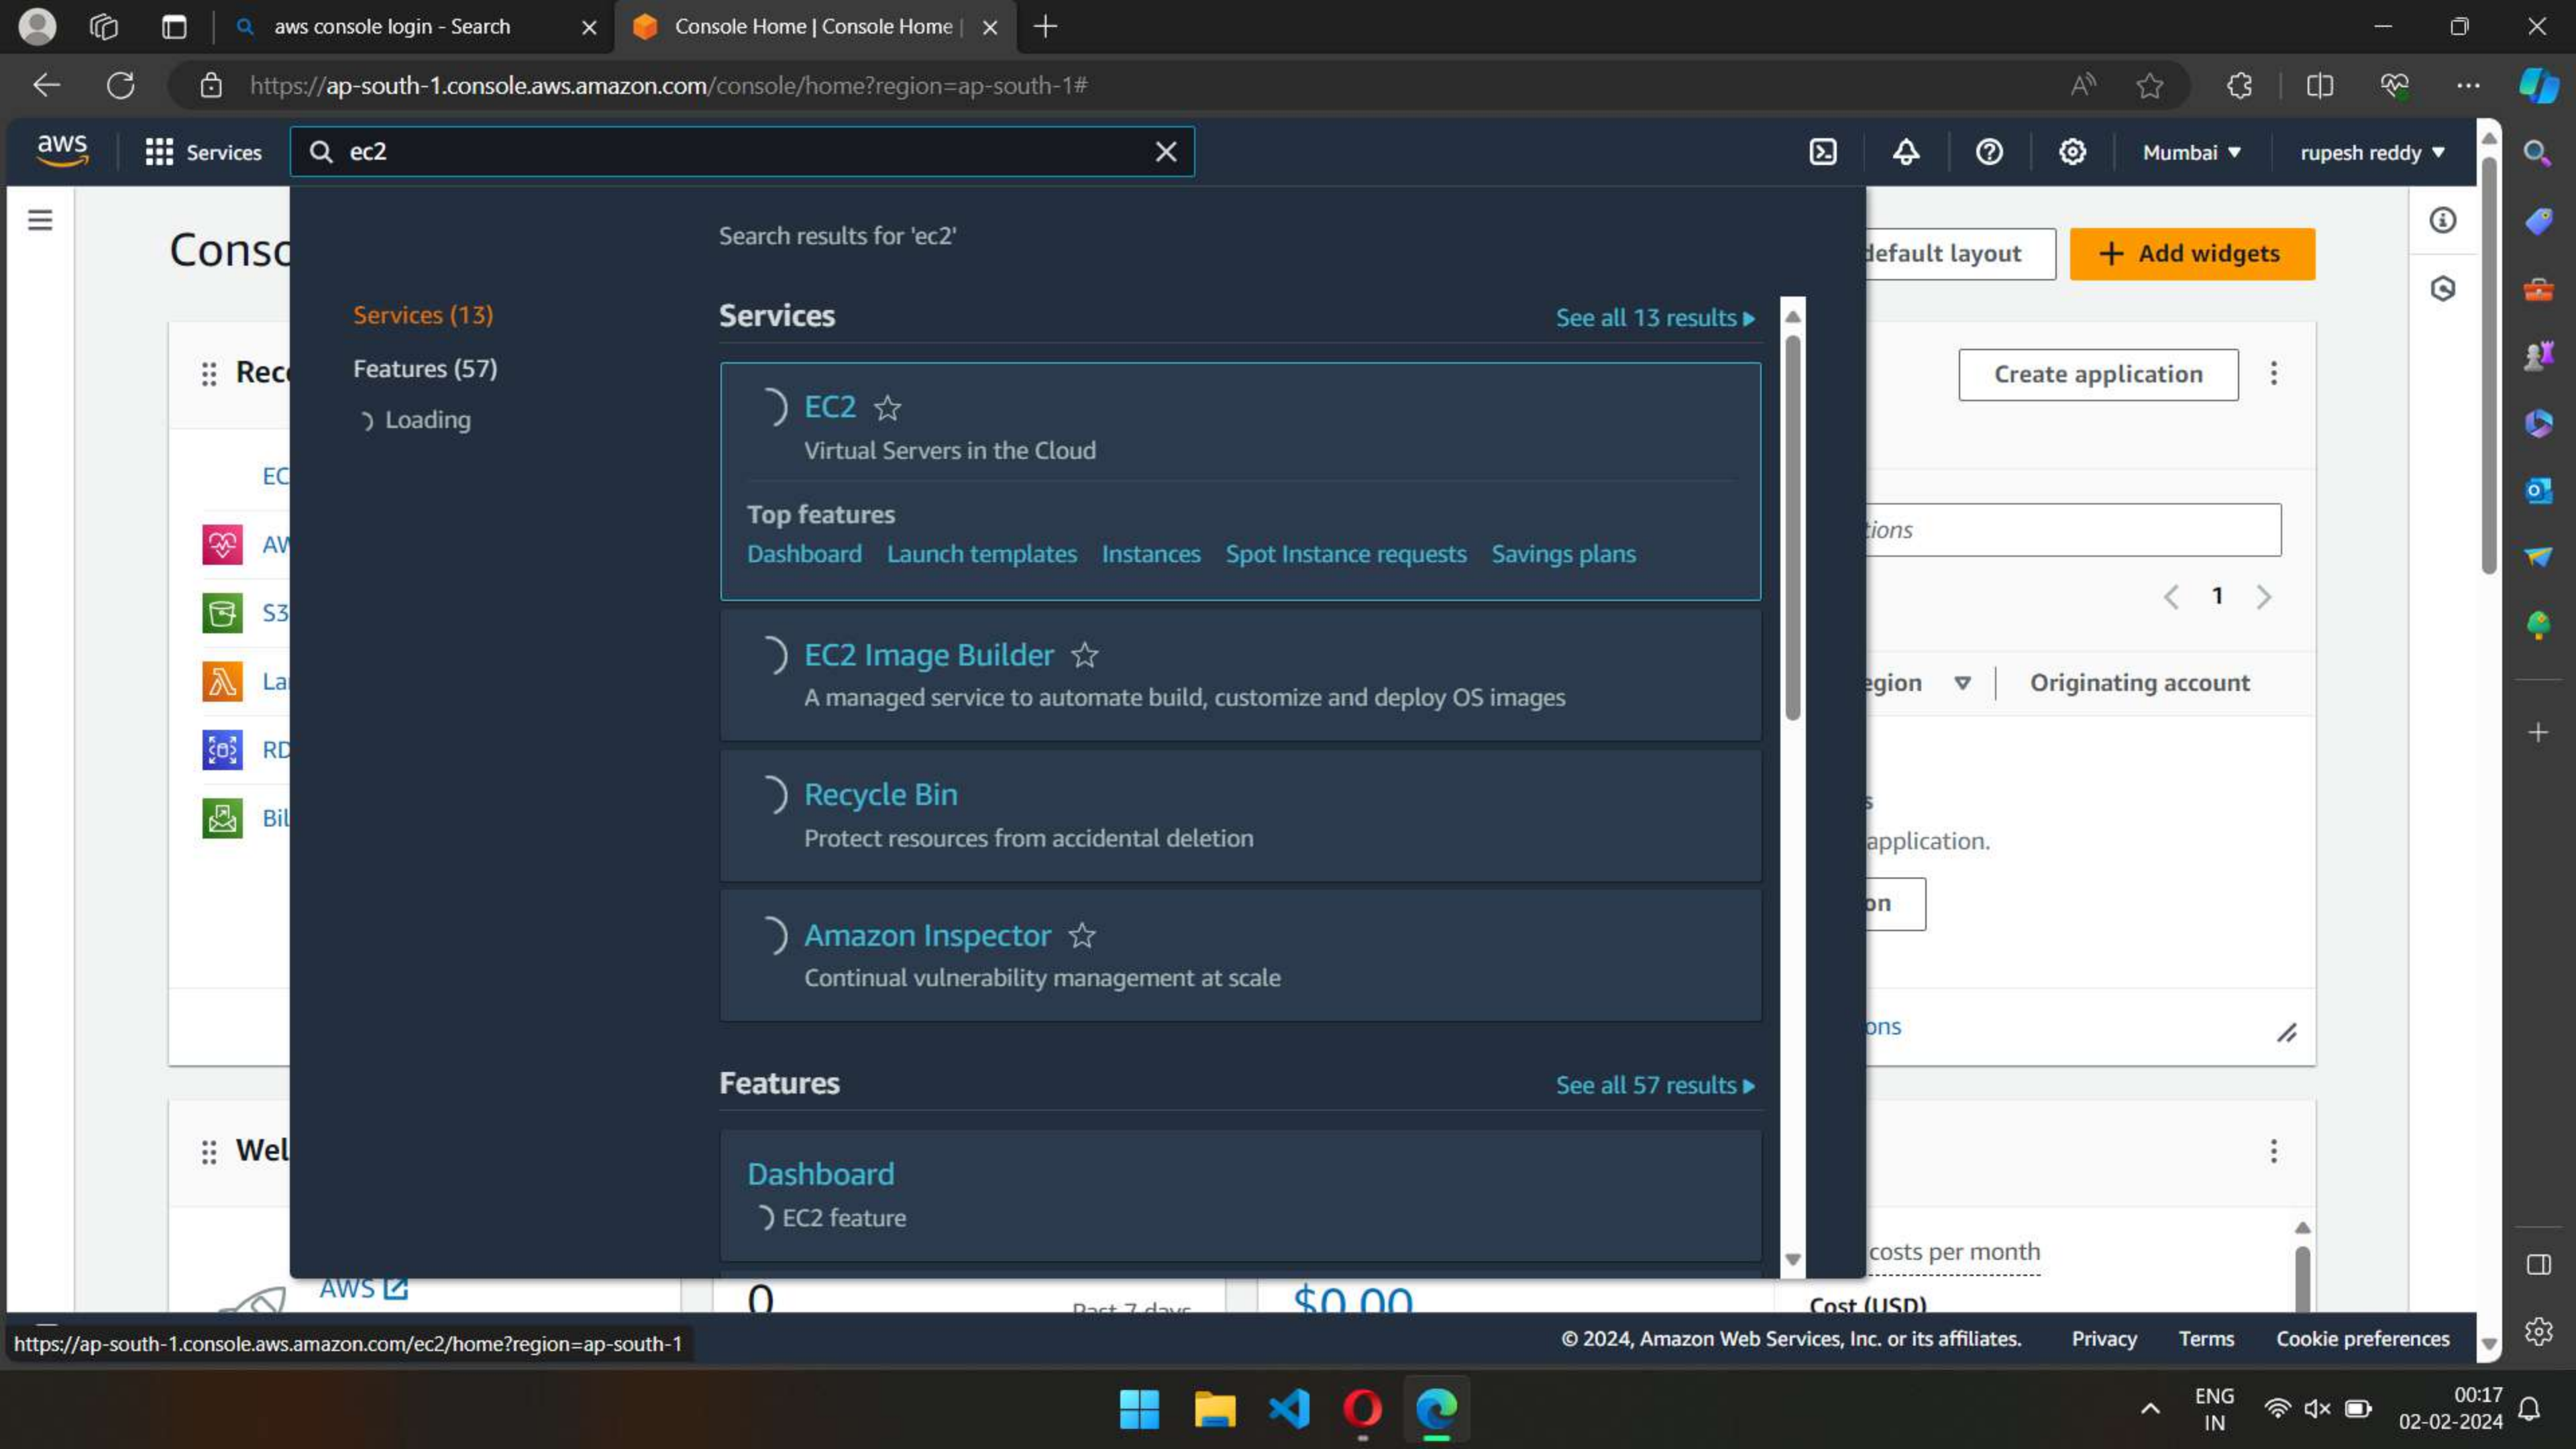 aws console login - Search
Console Home | Console Home |
https://ap-south-1.console.aws.amazon.com/console/home?region=ap-south-1#
aws
Services
ec2
Mumbai
rupesh reddy
Search results for 'ec2'
Conso
default layout
Add widgets
Services (13)
Features (57)
Loading
Services
See all 13 results
EC2
Virtual Servers in the Cloud
Top features
Dashboard Launch templates Instances Spot Instance requests Savings plans
EC2 Image Builder
A managed service to automate build, customize and deploy OS images
Recycle Bin
Protect resources from accidental deletion
Amazon Inspector
Continual vulnerability management at scale
Features
See all 57 results
Dashboard
EC2 feature
Rec
EC
AW
S3
La
RD
Bil
Wel
AWS
Create application
tions
1
egion
Originating account
s
application.
on
ons
costs per month
0
Past 7 days
$0.00
Cost (USD)
https://ap-south-1.console.aws.amazon.com/ec2/home?region=ap-south-1
© 2024, Amazon Web Services, Inc. or its affiliates.
Privacy
Terms
Cookie preferences
ENG
IN
00:17
02-02-2024